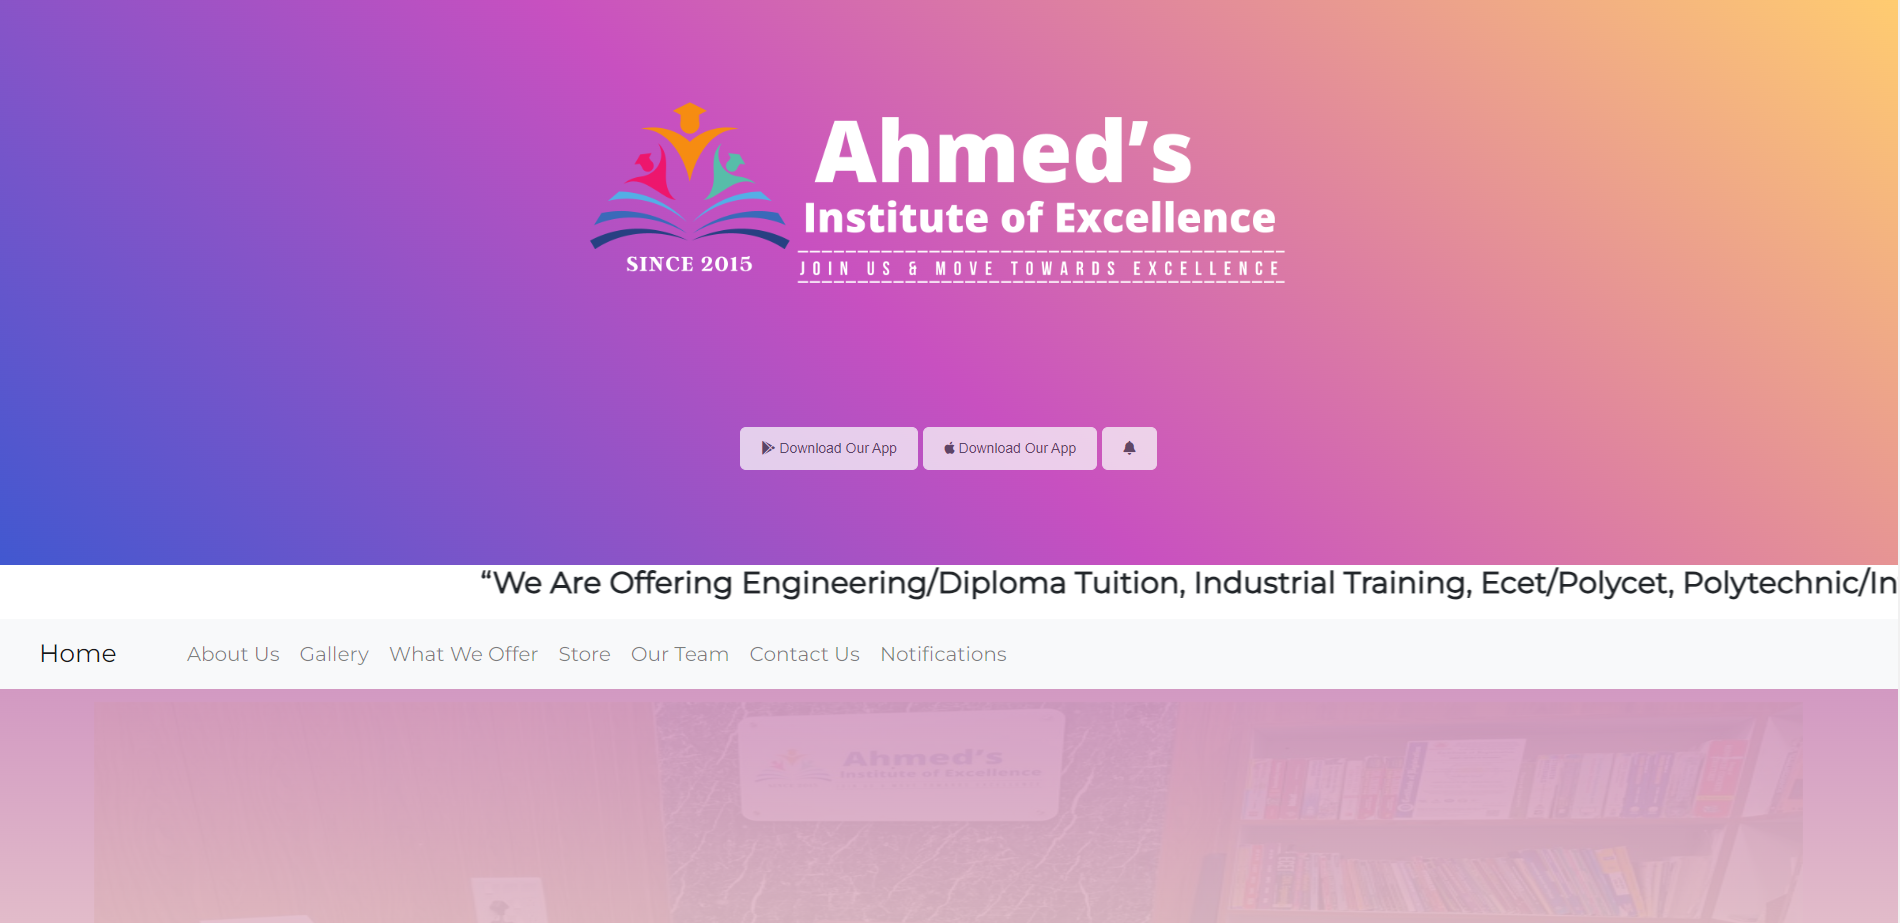 Ahmed’s
Institute of Excellence
SINCE 2015
JOIN US & MOVE TOWARDS EXCELLENCE
Download Our App
Download Our App
“We Are Offering Engineering/Diploma Tuition, Industrial Training, Ecet/Polycet, Polytechnic/In
Home
About Us
Gallery
What We Offer
Store
Our Team
Contact Us
Notifications
Ahmed’s
Institute of Excellence